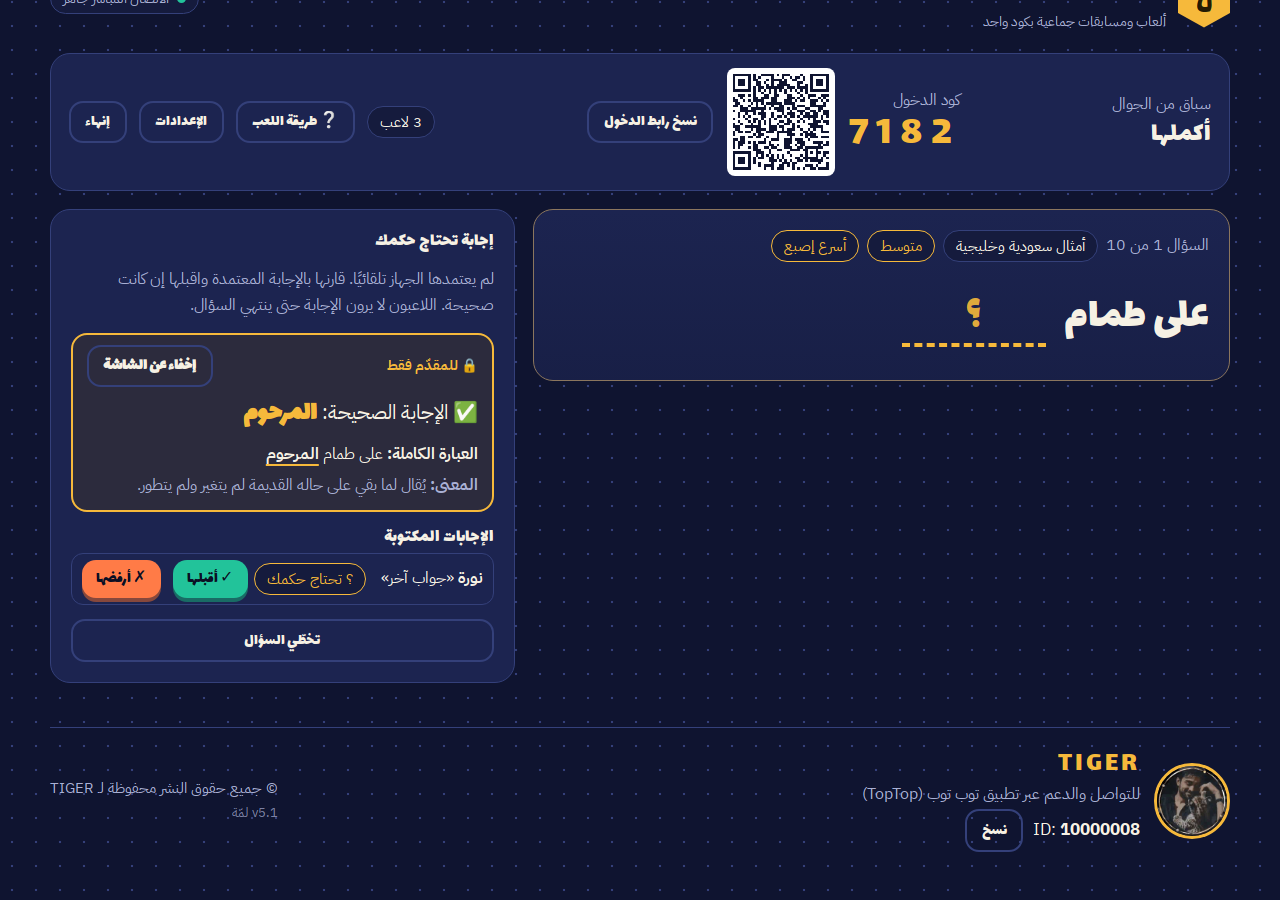 الاتصال المباشر جاهز
ألعاب ومسابقات جماعية بكود واحد
سباق من الجوال
أكملها
كود الدخول
7182
نسخ رابط الدخول
3 لاعب
❔ طريقة اللعب
الإعدادات
إنهاء
السؤال 1 من 10
أمثال سعودية وخليجية
متوسط
أسرع إصبع
على طمام ؟
إجابة تحتاج حكمك
لم يعتمدها الجهاز تلقائيًا. قارنها بالإجابة المعتمدة واقبلها إن كانت
صحيحة. اللاعبون لا يرون الإجابة حتى ينتهي السؤال.
🔒 للمقدّم فقط
إخفاء عن الشاشة
✅ الإجابة الصحيحة: المرحوم
العبارة الكاملة: على طمام المرحوم
المعنى: يُقال لما بقي على حاله القديمة لم يتغير ولم يتطور.
الإجابات المكتوبة
نورة «جواب آخر»
؟ تحتاج حكمك
✓ أقبلها
✗ أرفضها
تخطّي السؤال
TIGER
للتواصل والدعم عبر تطبيق توب توب (TopTop)
ID: 10000008
نسخ
© جميع حقوق النشر محفوظة لـ TIGER
لمّة v5.1